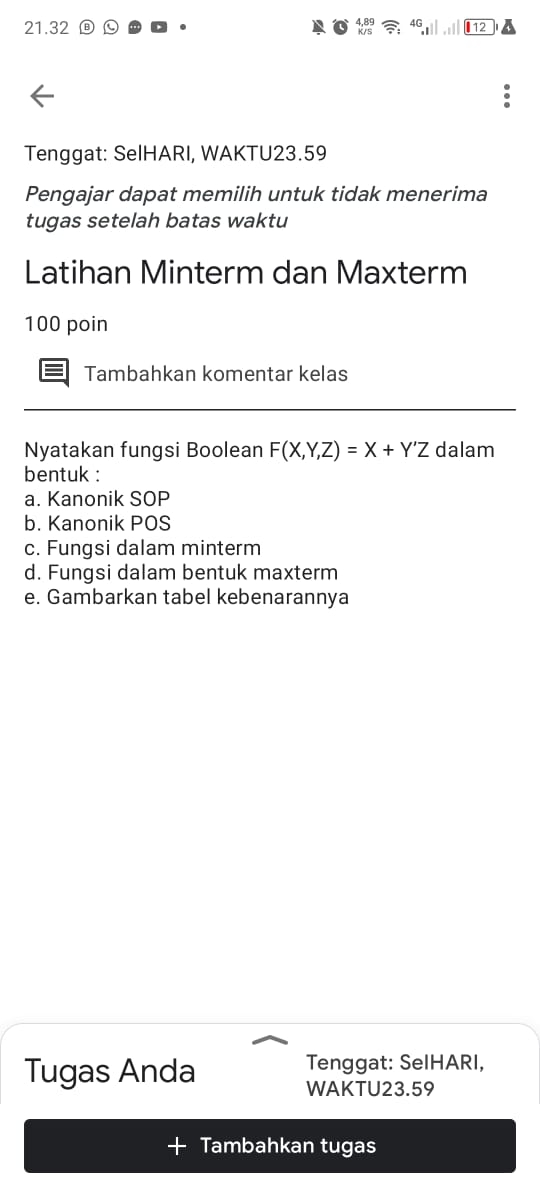 21.32
4,89 K/S
4G
12
Tenggat: SelHARI, WAKTU23.59
Pengajar dapat memilih untuk tidak menerima
tugas setelah batas waktu
Latihan Minterm dan Maxterm
100 poin
Tambahkan komentar kelas
Nyatakan fungsi Boolean F(X,Y,Z) = X + Y'Z dalam
bentuk :
a. Kanonik SOP
b. Kanonik POS
c. Fungsi dalam minterm
d. Fungsi dalam bentuk maxterm
e. Gambarkan tabel kebenarannya
Tugas Anda
Tenggat: SelHARI,
WAKTU23.59
+ Tambahkan tugas